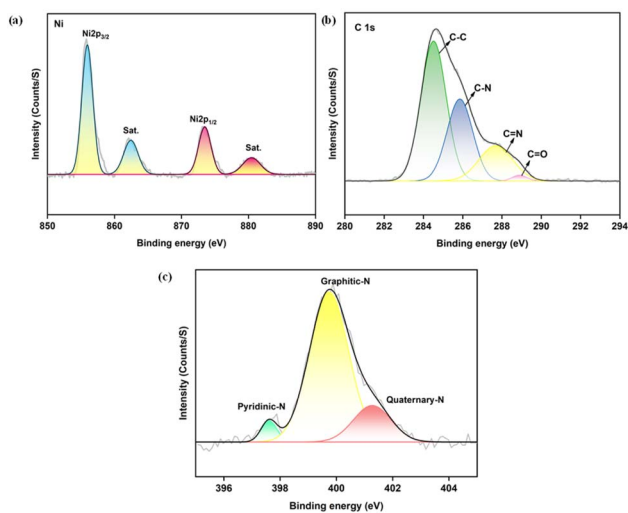 (a)
Ni
Ni2p3/2
Sat.
Ni2p1/2
Sat.
Intensity (Counts/S)
850 860 870 880 890
Binding energy (eV)
(b)
C 1s
C-C
C-N
C=N
C=O
Intensity (Counts/S)
280 282 284 286 288 290 292 294
Binding energy (eV)
(c)
Graphitic-N
Pyridinic-N
Quaternary-N
Intensity (Counts/S)
396 398 400 402 404
Binding energy (eV)